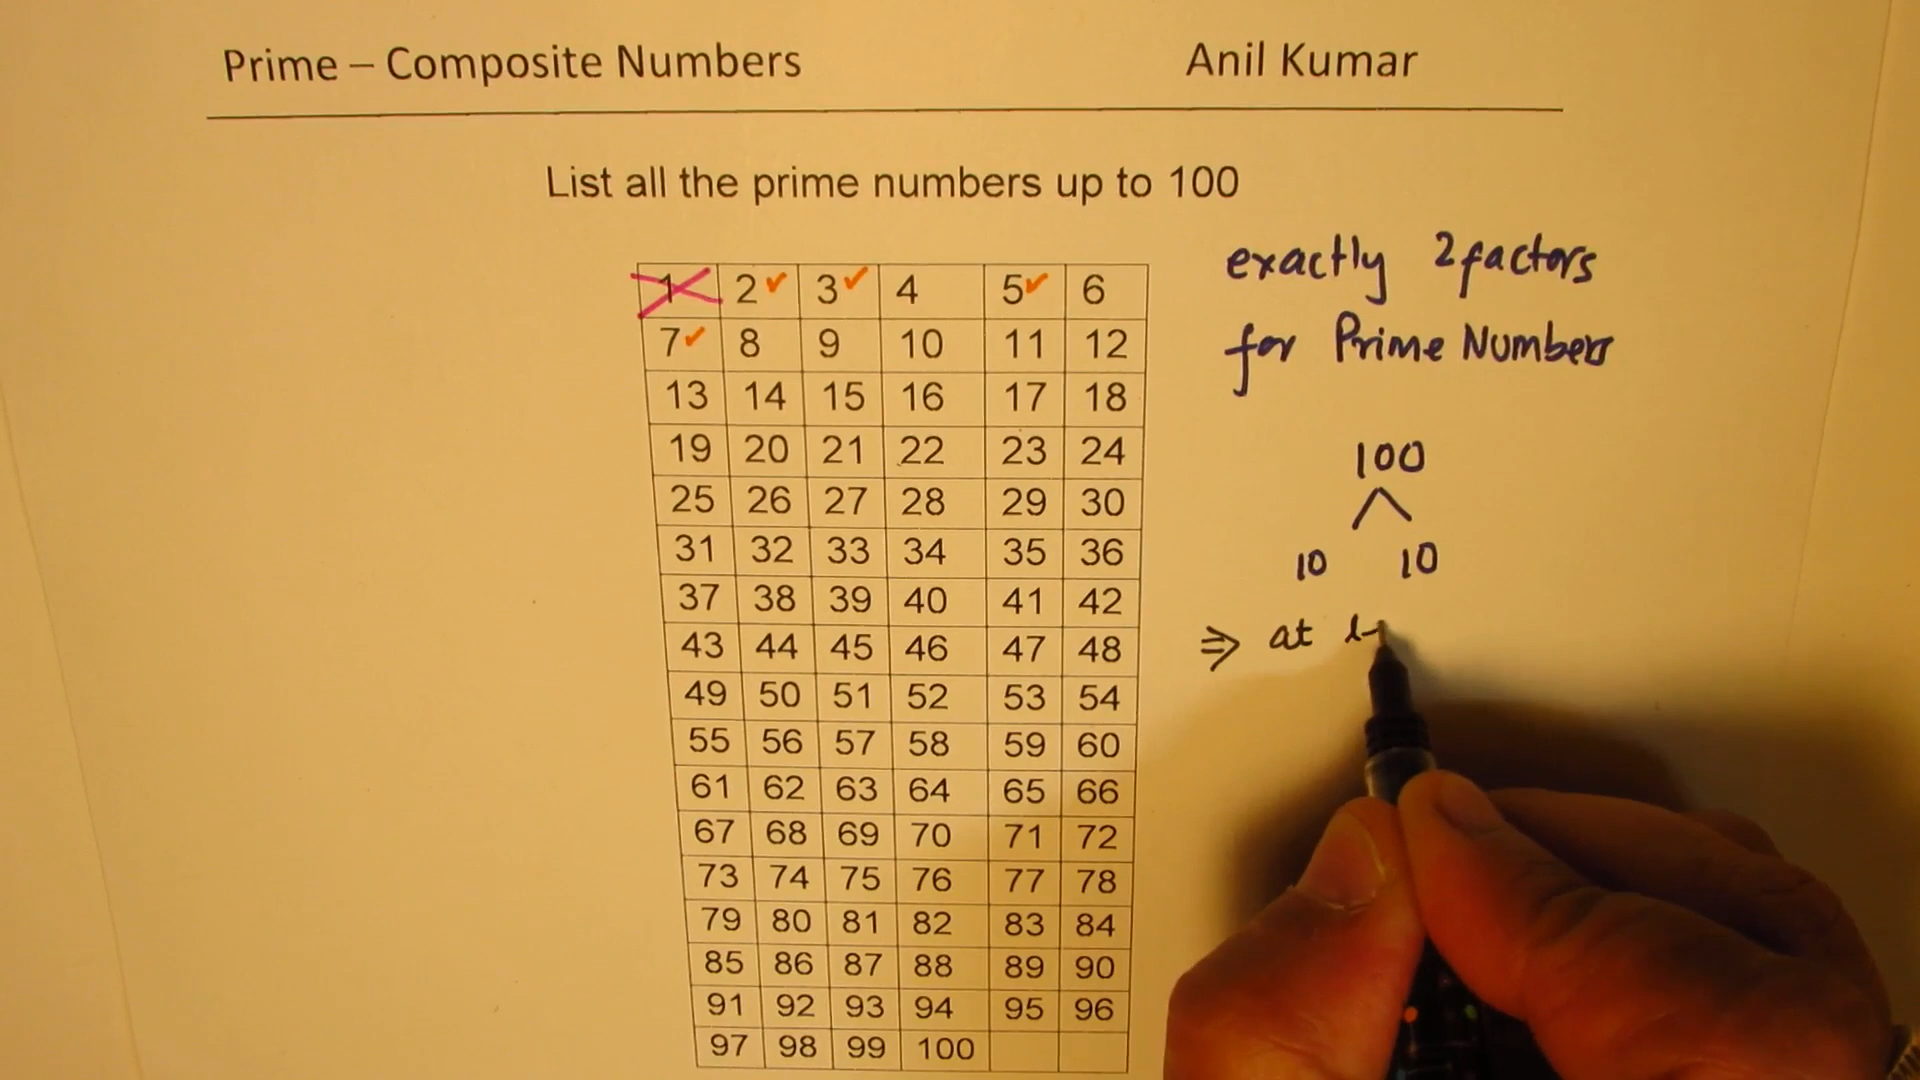 Prime – Composite Numbers Anil Kumar
List all the prime numbers up to 100
1 2 3 4 5 6
7 8 9 10 11 12
13 14 15 16 17 18
19 20 21 22 23 24
25 26 27 28 29 30
31 32 33 34 35 36
37 38 39 40 41 42
43 44 45 46 47 48
49 50 51 52 53 54
55 56 57 58 59 60
61 62 63 64 65 66
67 68 69 70 71 72
73 74 75 76 77 78
79 80 81 82 83 84
85 86 87 88 89 90
91 92 93 94 95 96
97 98 99 100
exactly 2 factors
for Prime Numbers
100
10 10
⇒ at